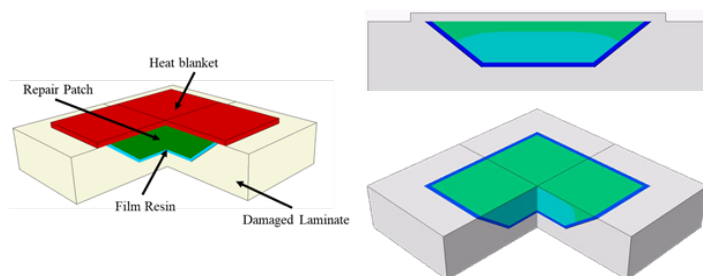 Heat blanket
Repair Patch
Film Resin
Damaged Laminate